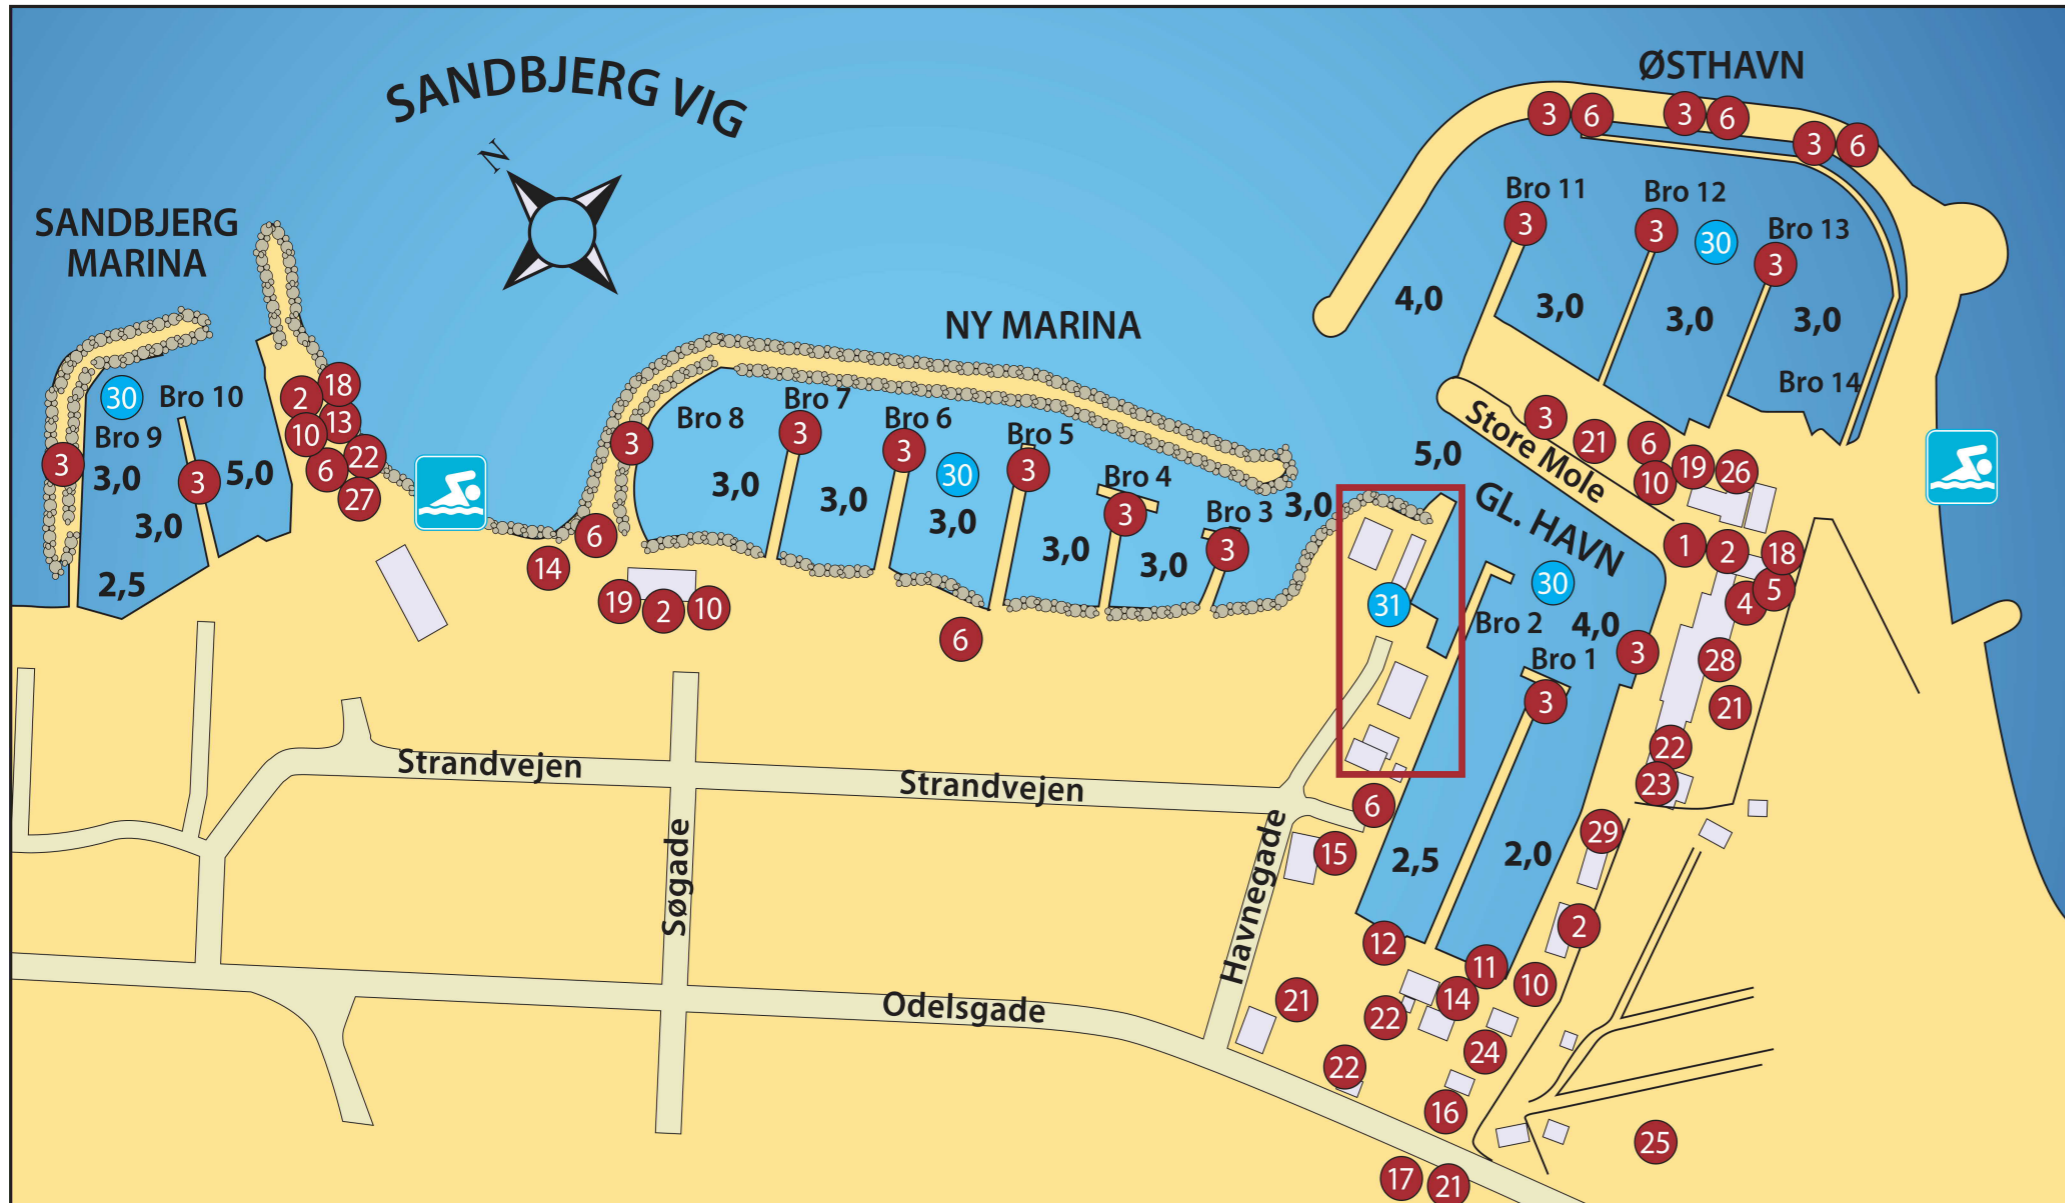 SANDBJERG VIG
N
ØSTHAVN
3 6 3 6 3 6
Bro 11
3
Bro 12
3
30
Bro 13
3
4,0
3,0
3,0
3,0
Bro 14
SANDBJERG
MARINA
30
Bro 10
Bro 9
3
3,0
3
5,0
3,0
2,5
2
18
13
10
22
6
27
NY MARINA
Bro 8
3
Bro 7
3
Bro 6
3
30
Bro 5
3
Bro 4
3
Bro 3
3
3,0
3,0
3,0
3,0
3,0
3,0
6
14
19 2 10
6
5,0
Store Mole
3
21
6
10
19
26
GL. HAVN
30
31
Bro 2
4,0
Bro 1
3
3
1
2
18
5
4
28
21
22
23
Strandvejen
Strandvejen
6
15
2,5
2,0
29
2
Søgade
Havnegade
12
11
10
14
22
21
24
22
16
Odelsgade
25
17 21